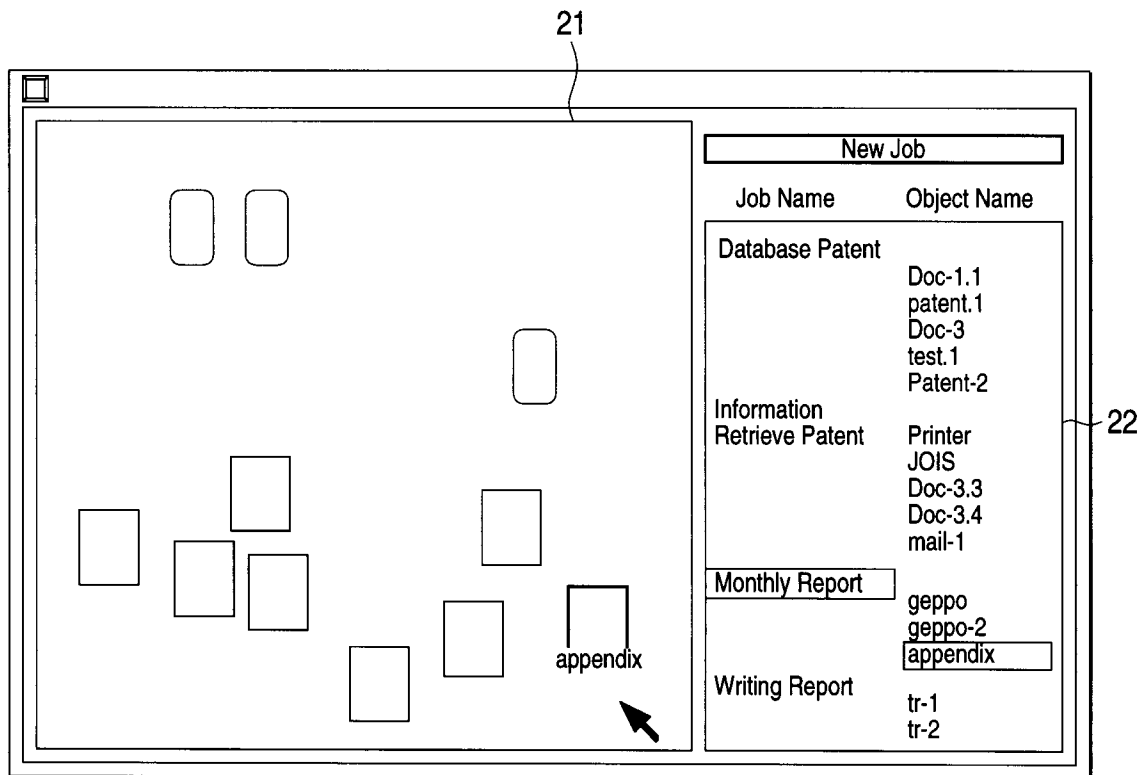 21
New Job
Job Name Object Name
Database Patent
Doc-1.1
patent.1
Doc-3
test.1
Patent-2
Information
Retrieve Patent Printer
JOIS
Doc-3.3
Doc-3.4
mail-1
22
Monthly Report
geppo
geppo-2
appendix
appendix
Writing Report
tr-1
tr-2